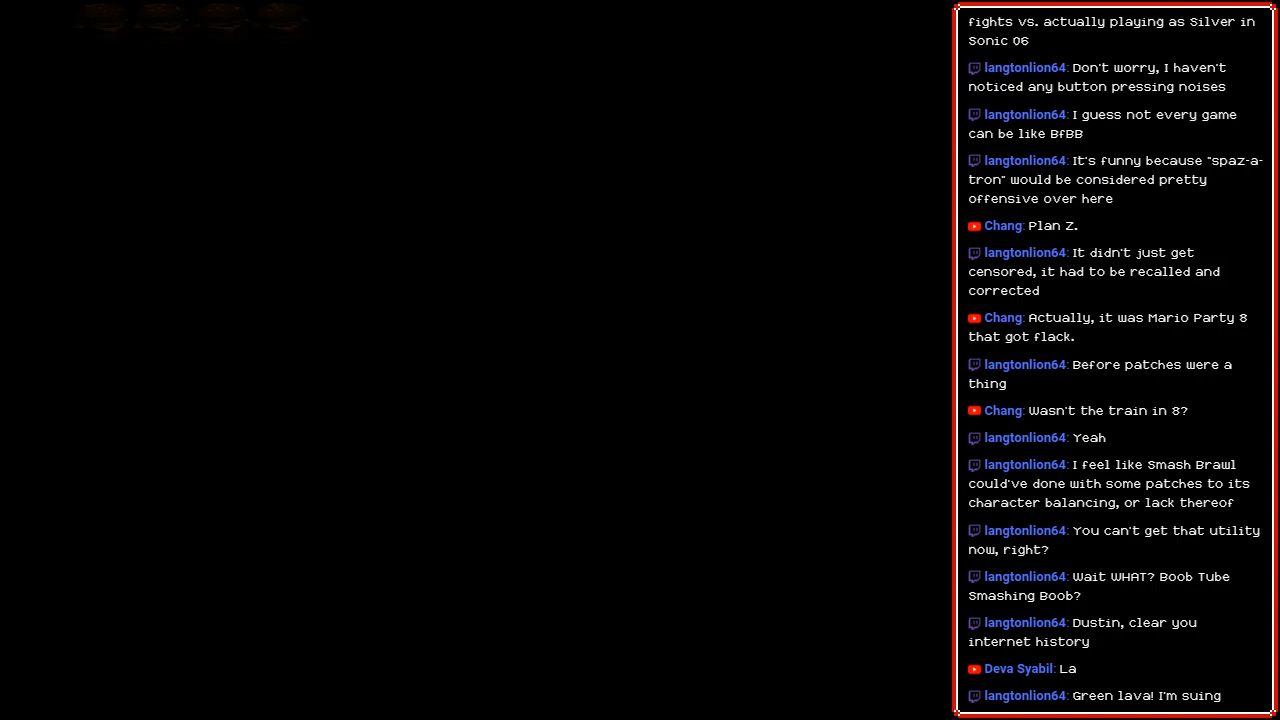 fights vs. actually playing as Silver in
Sonic 06
langtonlion64: Don't worry, I haven't
noticed any button pressing noises
langtonlion64: I guess not every game
can be like BfBB
langtonlion64: It's funny because "spaz-a-
tron" would be considered pretty
offensive over here
Chang: Plan Z.
langtonlion64: It didn't just get
censored, it had to be recalled and
corrected
Chang: Actually, it was Mario Party 8
that got flack.
langtonlion64: Before patches were a
thing
Chang: Wasn't the train in 8?
langtonlion64: Yeah
langtonlion64: I feel like Smash Brawl
could've done with some patches to its
character balancing, or lack thereof
langtonlion64: You can't get that utility
now, right?
langtonlion64: Wait WHAT? Boob Tube
Smashing Boob?
langtonlion64: Dustin, clear you
internet history
Deva Syabil: La
langtonlion64: Green lava! I'm suing